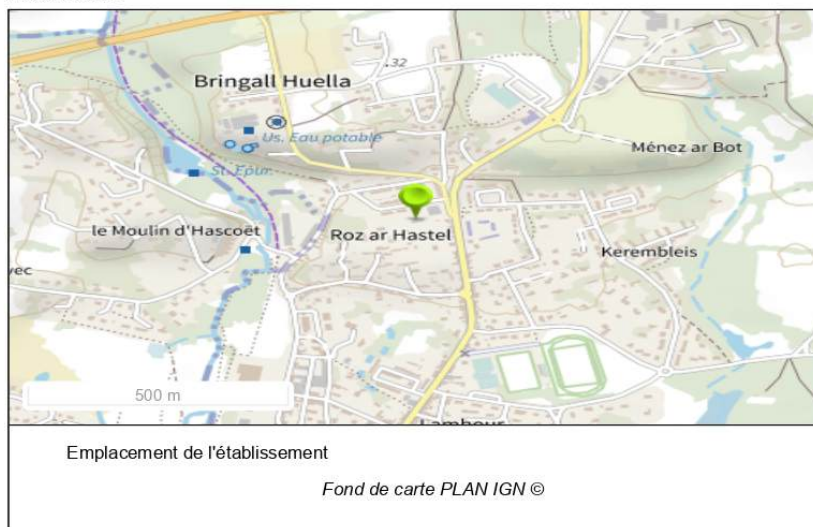 Bringall Huella
.32
Us. Eau potable
St. Epur.
Ménez ar Bot
le Moulin d'Hascoët
Roz ar Hastel
Kerembleis
vec
500 m
Lambour
Emplacement de l'établissement
Fond de carte PLAN IGN ©